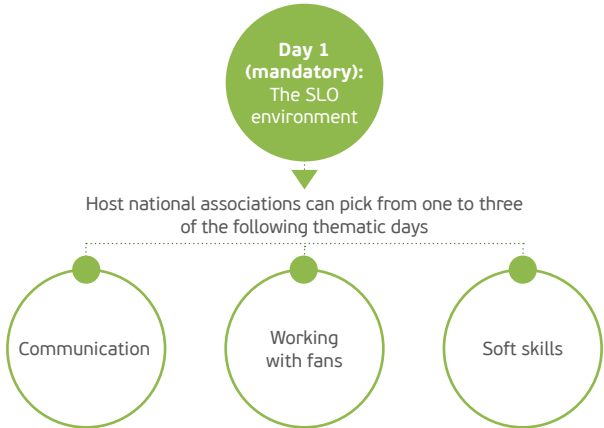 Day 1
(mandatory):
The SLO
environment
Host national associations can pick from one to three
of the following thematic days
Communication
Working
with fans
Soft skills